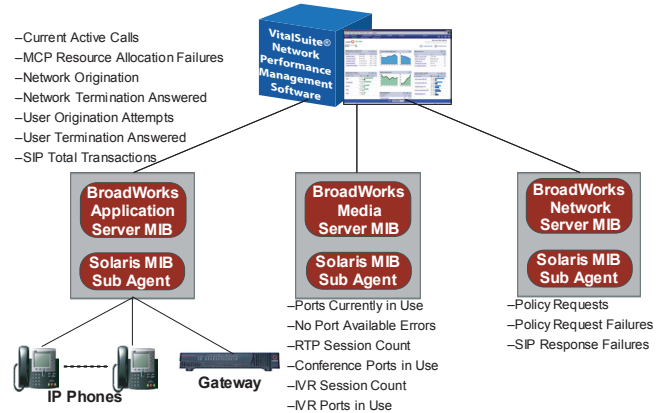 VitalSuite®
Network
Performance
Management
Software
–Current Active Calls
–MCP Resource Allocation Failures
–Network Origination
–Network Termination Answered
–User Origination Attempts
–User Termination Answered
–SIP Total Transactions
BroadWorks
Application
Server MIB
Solaris MIB
Sub Agent
BroadWorks
Media
Server MIB
Solaris MIB
Sub Agent
BroadWorks
Network
Server MIB
Solaris MIB
Sub Agent
–Ports Currently in Use
–No Port Available Errors
–RTP Session Count
–Conference Ports in Use
–IVR Session Count
–IVR Ports in Use
–Policy Requests
–Policy Request Failures
–SIP Response Failures
IP Phones
Gateway